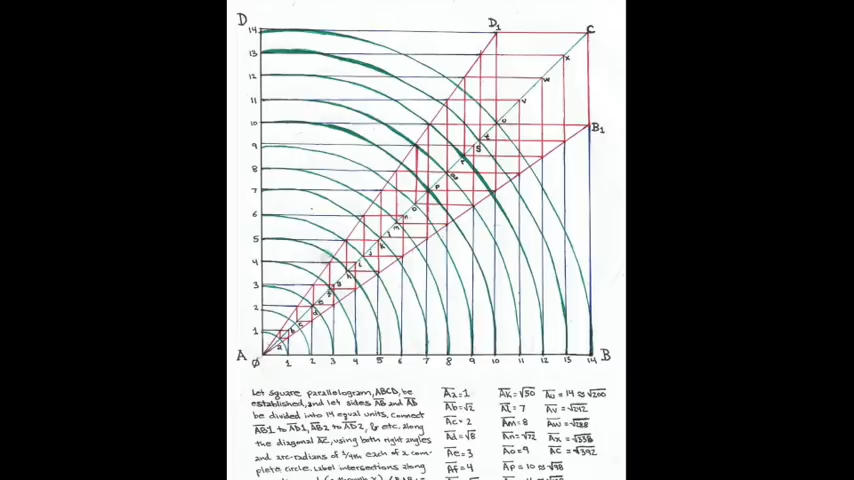 D
D1
C
14
13
12
11
10
9
8
7
6
5
4
3
2
1
x
w
v
u
t
S
r
q
p
o
n
m
l
k
j
i
h
g
f
e
d
c
b
a
B1
A
Ø
1 2 3 4 5 6 7 8 9 10 11 12 13 14
B
Let square parallelogram, ABCD, be
established, and let sides AB and AD
be divided into 14 equal units. Connect
AB1 to AD1, AB2 to AD2, & etc. along
the diagonal AC, using both right angles
and arc-radians of 1/4th each of a com-
plete circle. Label intersections along
Aa=1
Ab=√2
Ac=2
Ad=√8
Ae=3
Af=4
Ak=√50
Al=7
Am=8
An=√72
Ao=9
Ap=10≈√98
Au=14≈√200
Av=√242
Aw=√288
Ax=√338
AC=√392